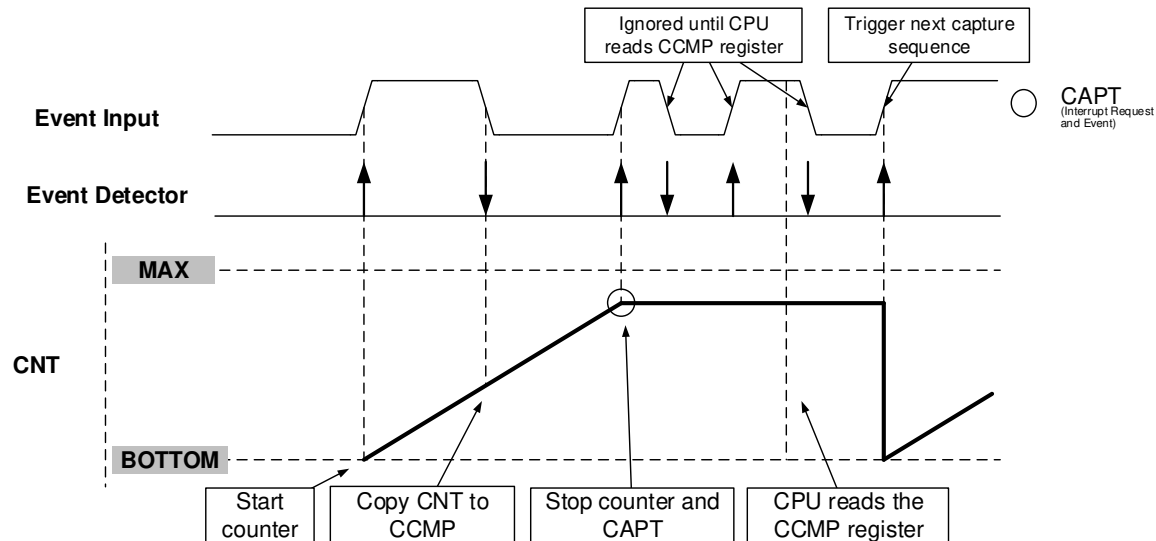 Ignored until CPU
reads CCMP register
Trigger next capture
sequence
CAPT
(Interrupt Request
and Event)
Event Input
Event Detector
MAX
CNT
BOTTOM
Start
counter
Copy CNT to
CCMP
Stop counter and
CAPT
CPU reads the
CCMP register